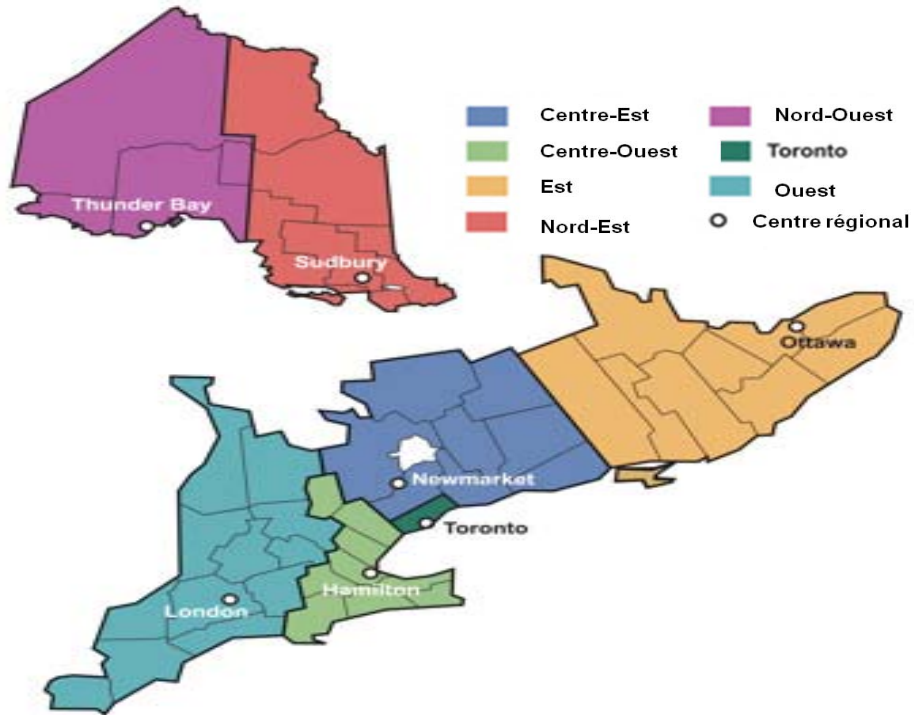 Centre-Est
Nord-Ouest
Centre-Ouest
Toronto
Est
Ouest
Nord-Est
Centre régional
Thunder Bay
Sudbury
Ottawa
Newmarket
Toronto
Hamilton
London